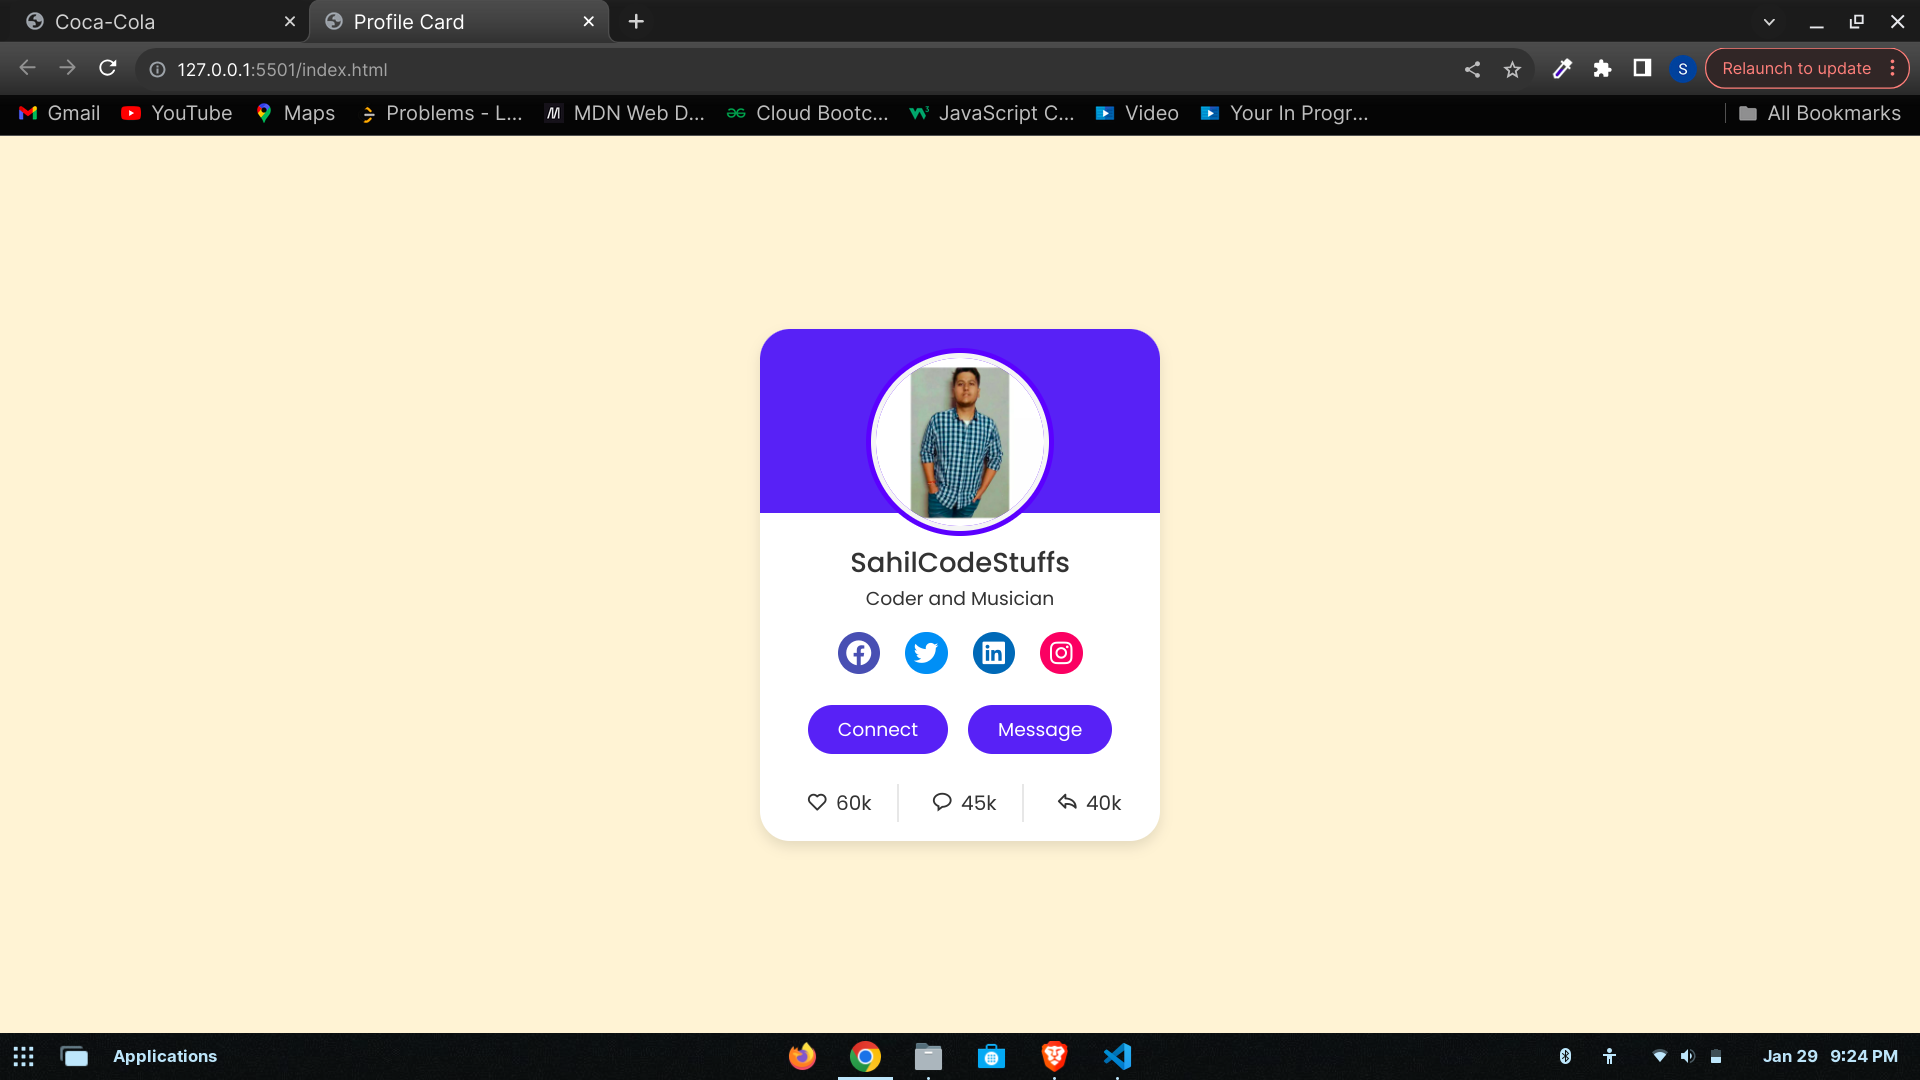 Coca-Cola
Profile Card
127.0.0.1:5501/index.html
S
Relaunch to update
Gmail
YouTube
Maps
Problems - L...
MDN Web D...
Cloud Bootc...
JavaScript C...
Video
Your In Progr...
All Bookmarks
SahilCodeStuffs
Coder and Musician
Connect
Message
60k
45k
40k
Applications
Jan 29 9:24 PM